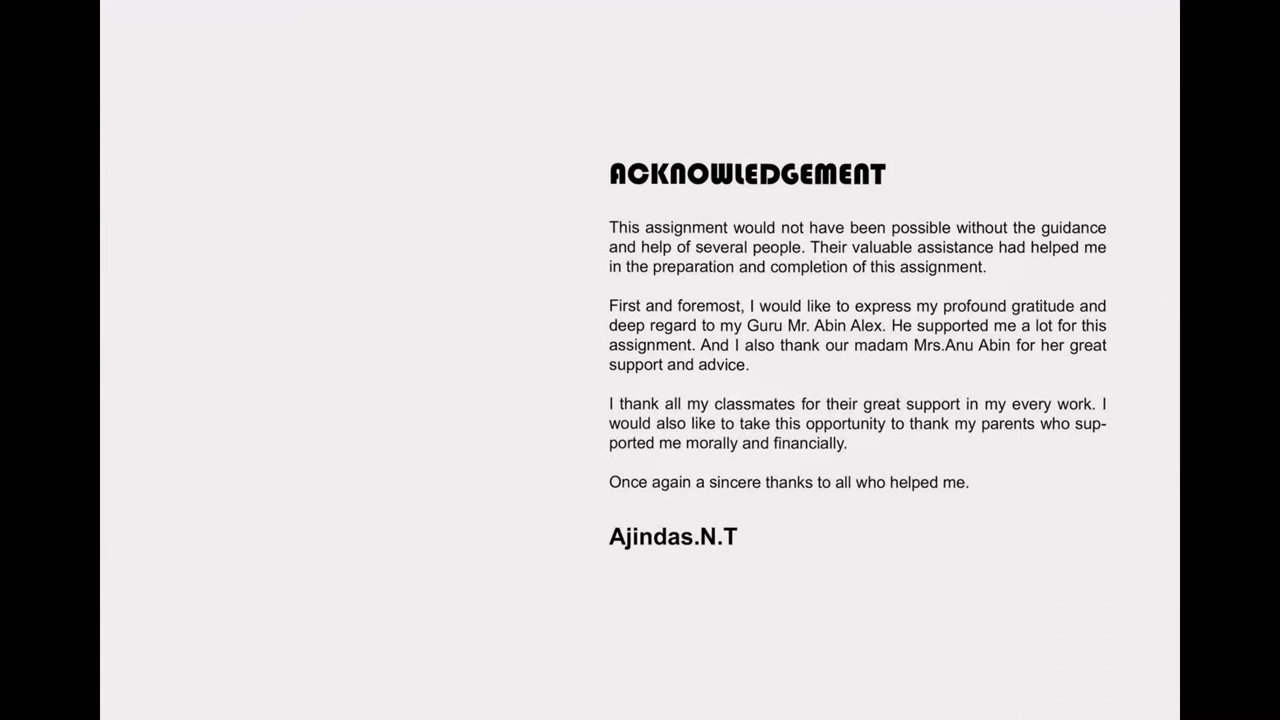 ACKNOWLEDGEMENT
This assignment would not have been possible without the guidance
and help of several people. Their valuable assistance had helped me
in the preparation and completion of this assignment.
First and foremost, I would like to express my profound gratitude and
deep regard to my Guru Mr. Abin Alex. He supported me a lot for this
assignment. And I also thank our madam Mrs.Anu Abin for her great
support and advice.
I thank all my classmates for their great support in my every work. I
would also like to take this opportunity to thank my parents who sup-
ported me morally and financially.
Once again a sincere thanks to all who helped me.
Ajindas.N.T